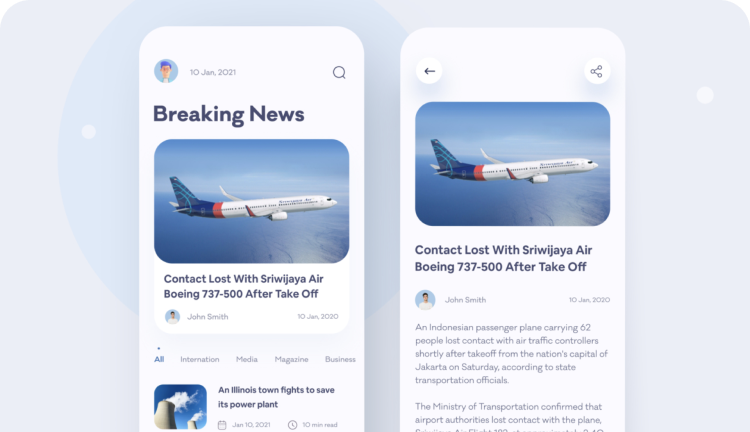 10 Jan, 2021
Breaking News
Contact Lost With Sriwijaya Air
Boeing 737-500 After Take Off
John Smith
10 Jan, 2020
All
Internation
Media
Magazine
Business
An Illinois town fights to save
its power plant
Jan 10, 2021
10 min read
Contact Lost With Sriwijaya Air
Boeing 737-500 After Take Off
John Smith
10 Jan, 2020
An Indonesian passenger plane carrying 62
people lost contact with air traffic controllers
shortly after takeoff from the nation's capital of
Jakarta on Saturday, according to state
transportation officials.
The Ministry of Transportation confirmed that
airport authorities lost contact with the plane,